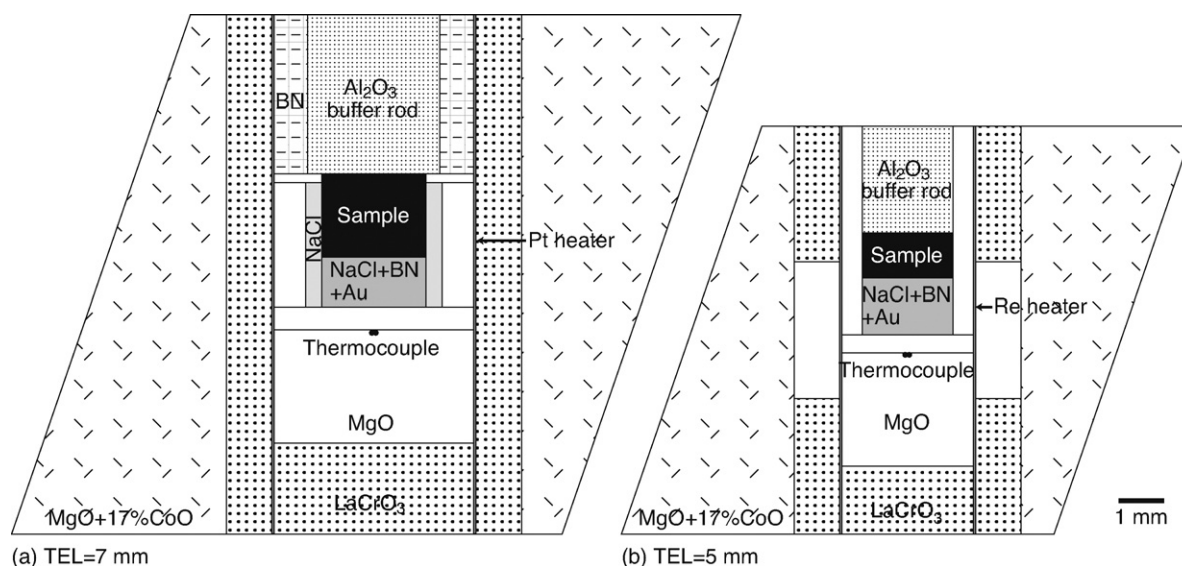 BN
Al₂O₃
buffer rod
Sample
NaCl
NaCl+BN
+Au
Pt heater
Thermocouple
MgO
LaCrO₃
MgO+17%CoO
(a) TEL=7 mm
Al₂O₃
buffer rod
Sample
NaCl+BN
+Au
Re heater
Thermocouple
MgO
LaCrO₃
MgO+17%CoO
1 mm
(b) TEL=5 mm